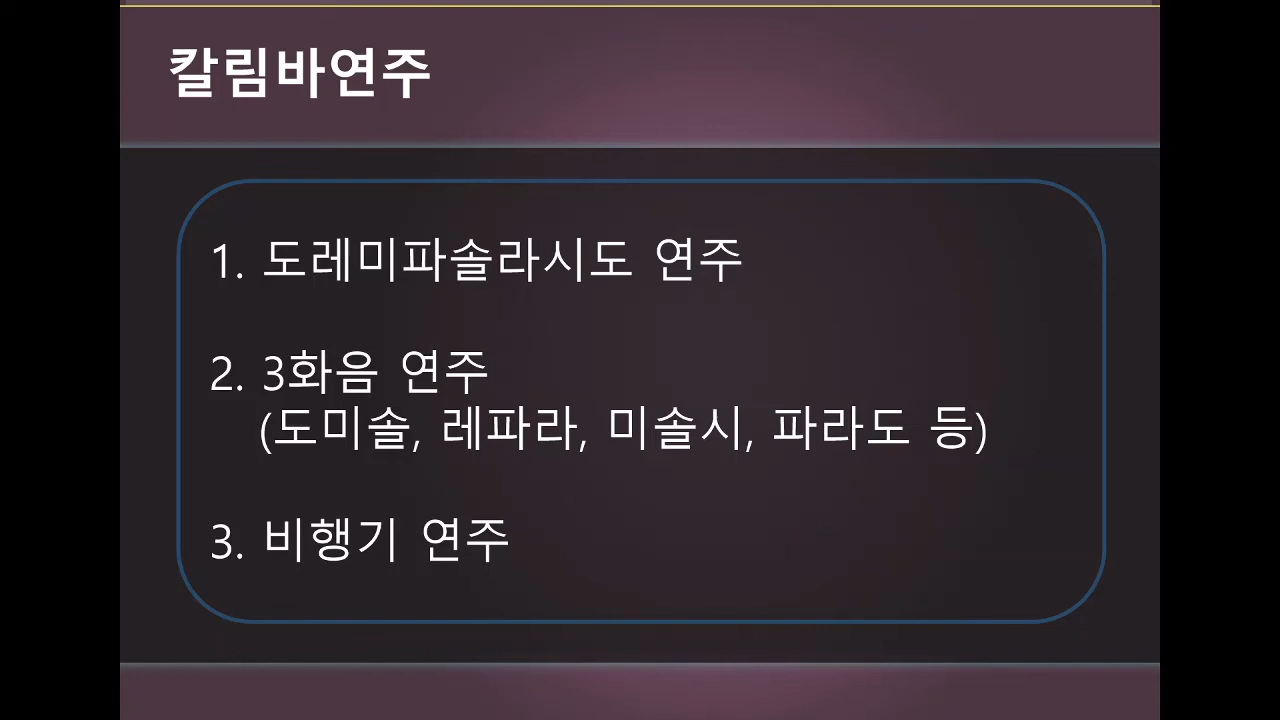 칼림바연주
1. 도레미파솔라시도 연주
2. 3화음 연주
(도미솔, 레파라, 미솔시, 파라도 등)
3. 비행기 연주